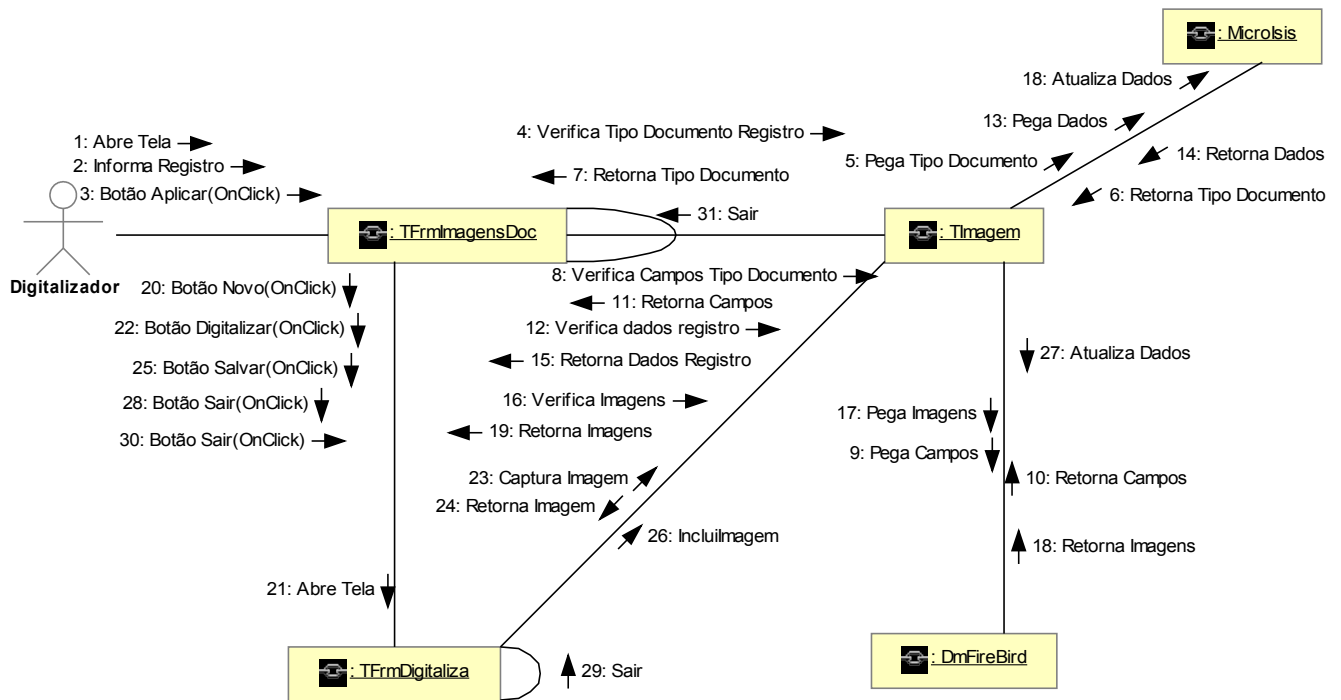 : MicroIsis
18: Atualiza Dados
1: Abre Tela
4: Verifica Tipo Documento Registro
13: Pega Dados
2: Informa Registro
5: Pega Tipo Documento
14: Retorna Dados
3: Botão Aplicar(OnClick)
7: Retorna Tipo Documento
6: Retorna Tipo Documento
31: Sair
: TFrmImagensDoc
: TImagem
Digitalizador
8: Verifica Campos Tipo Documento
20: Botão Novo(OnClick)
11: Retorna Campos
22: Botão Digitalizar(OnClick)
12: Verifica dados registro
27: Atualiza Dados
25: Botão Salvar(OnClick)
15: Retorna Dados Registro
28: Botão Sair(OnClick)
16: Verifica Imagens
17: Pega Imagens
30: Botão Sair(OnClick)
19: Retorna Imagens
9: Pega Campos
23: Captura Imagem
10: Retorna Campos
24: Retorna Imagem
26: IncluiImagem
18: Retorna Imagens
21: Abre Tela
: TFrmDigitaliza
29: Sair
: DmFireBird